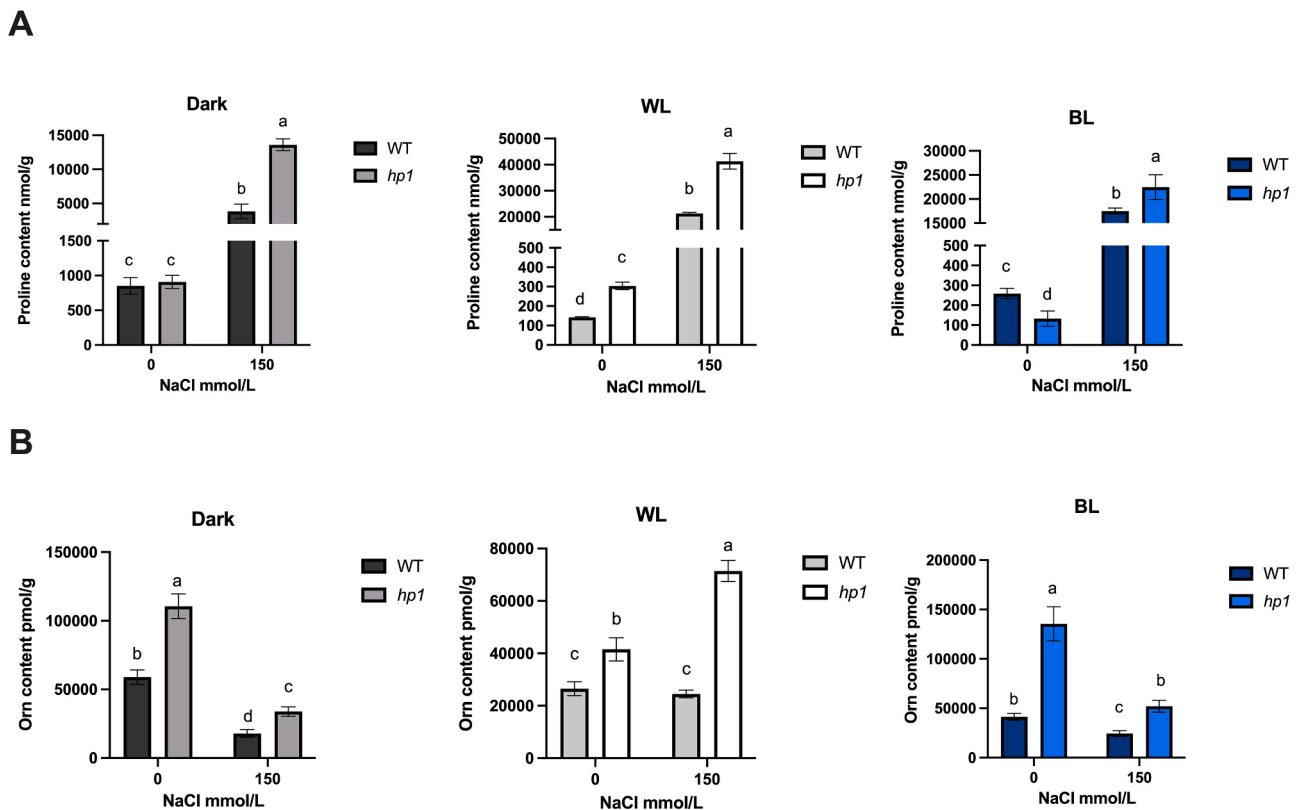 A
Dark
Proline content nmol/g
15000
10000
5000
1500
1000
500
0
c
c
b
a
0
150
NaCl mmol/L
WT
hp1
WL
Proline content nmol/g
50000
40000
30000
20000
500
400
300
200
100
0
d
c
b
a
0
150
NaCl mmol/L
WT
hp1
BL
Proline content nmol/g
30000
25000
20000
15000
500
400
300
200
100
0
c
d
b
a
0
150
NaCl mmol/L
WT
hp1
B
Dark
Orn content pmol/g
150000
100000
50000
0
b
a
d
c
0
150
NaCl mmol/L
WT
hp1
WL
Orn content pmol/g
80000
60000
40000
20000
0
c
b
c
a
0
150
NaCl mmol/L
WT
hp1
BL
Orn content pmol/g
200000
150000
100000
50000
0
b
a
c
b
0
150
NaCl mmol/L
WT
hp1